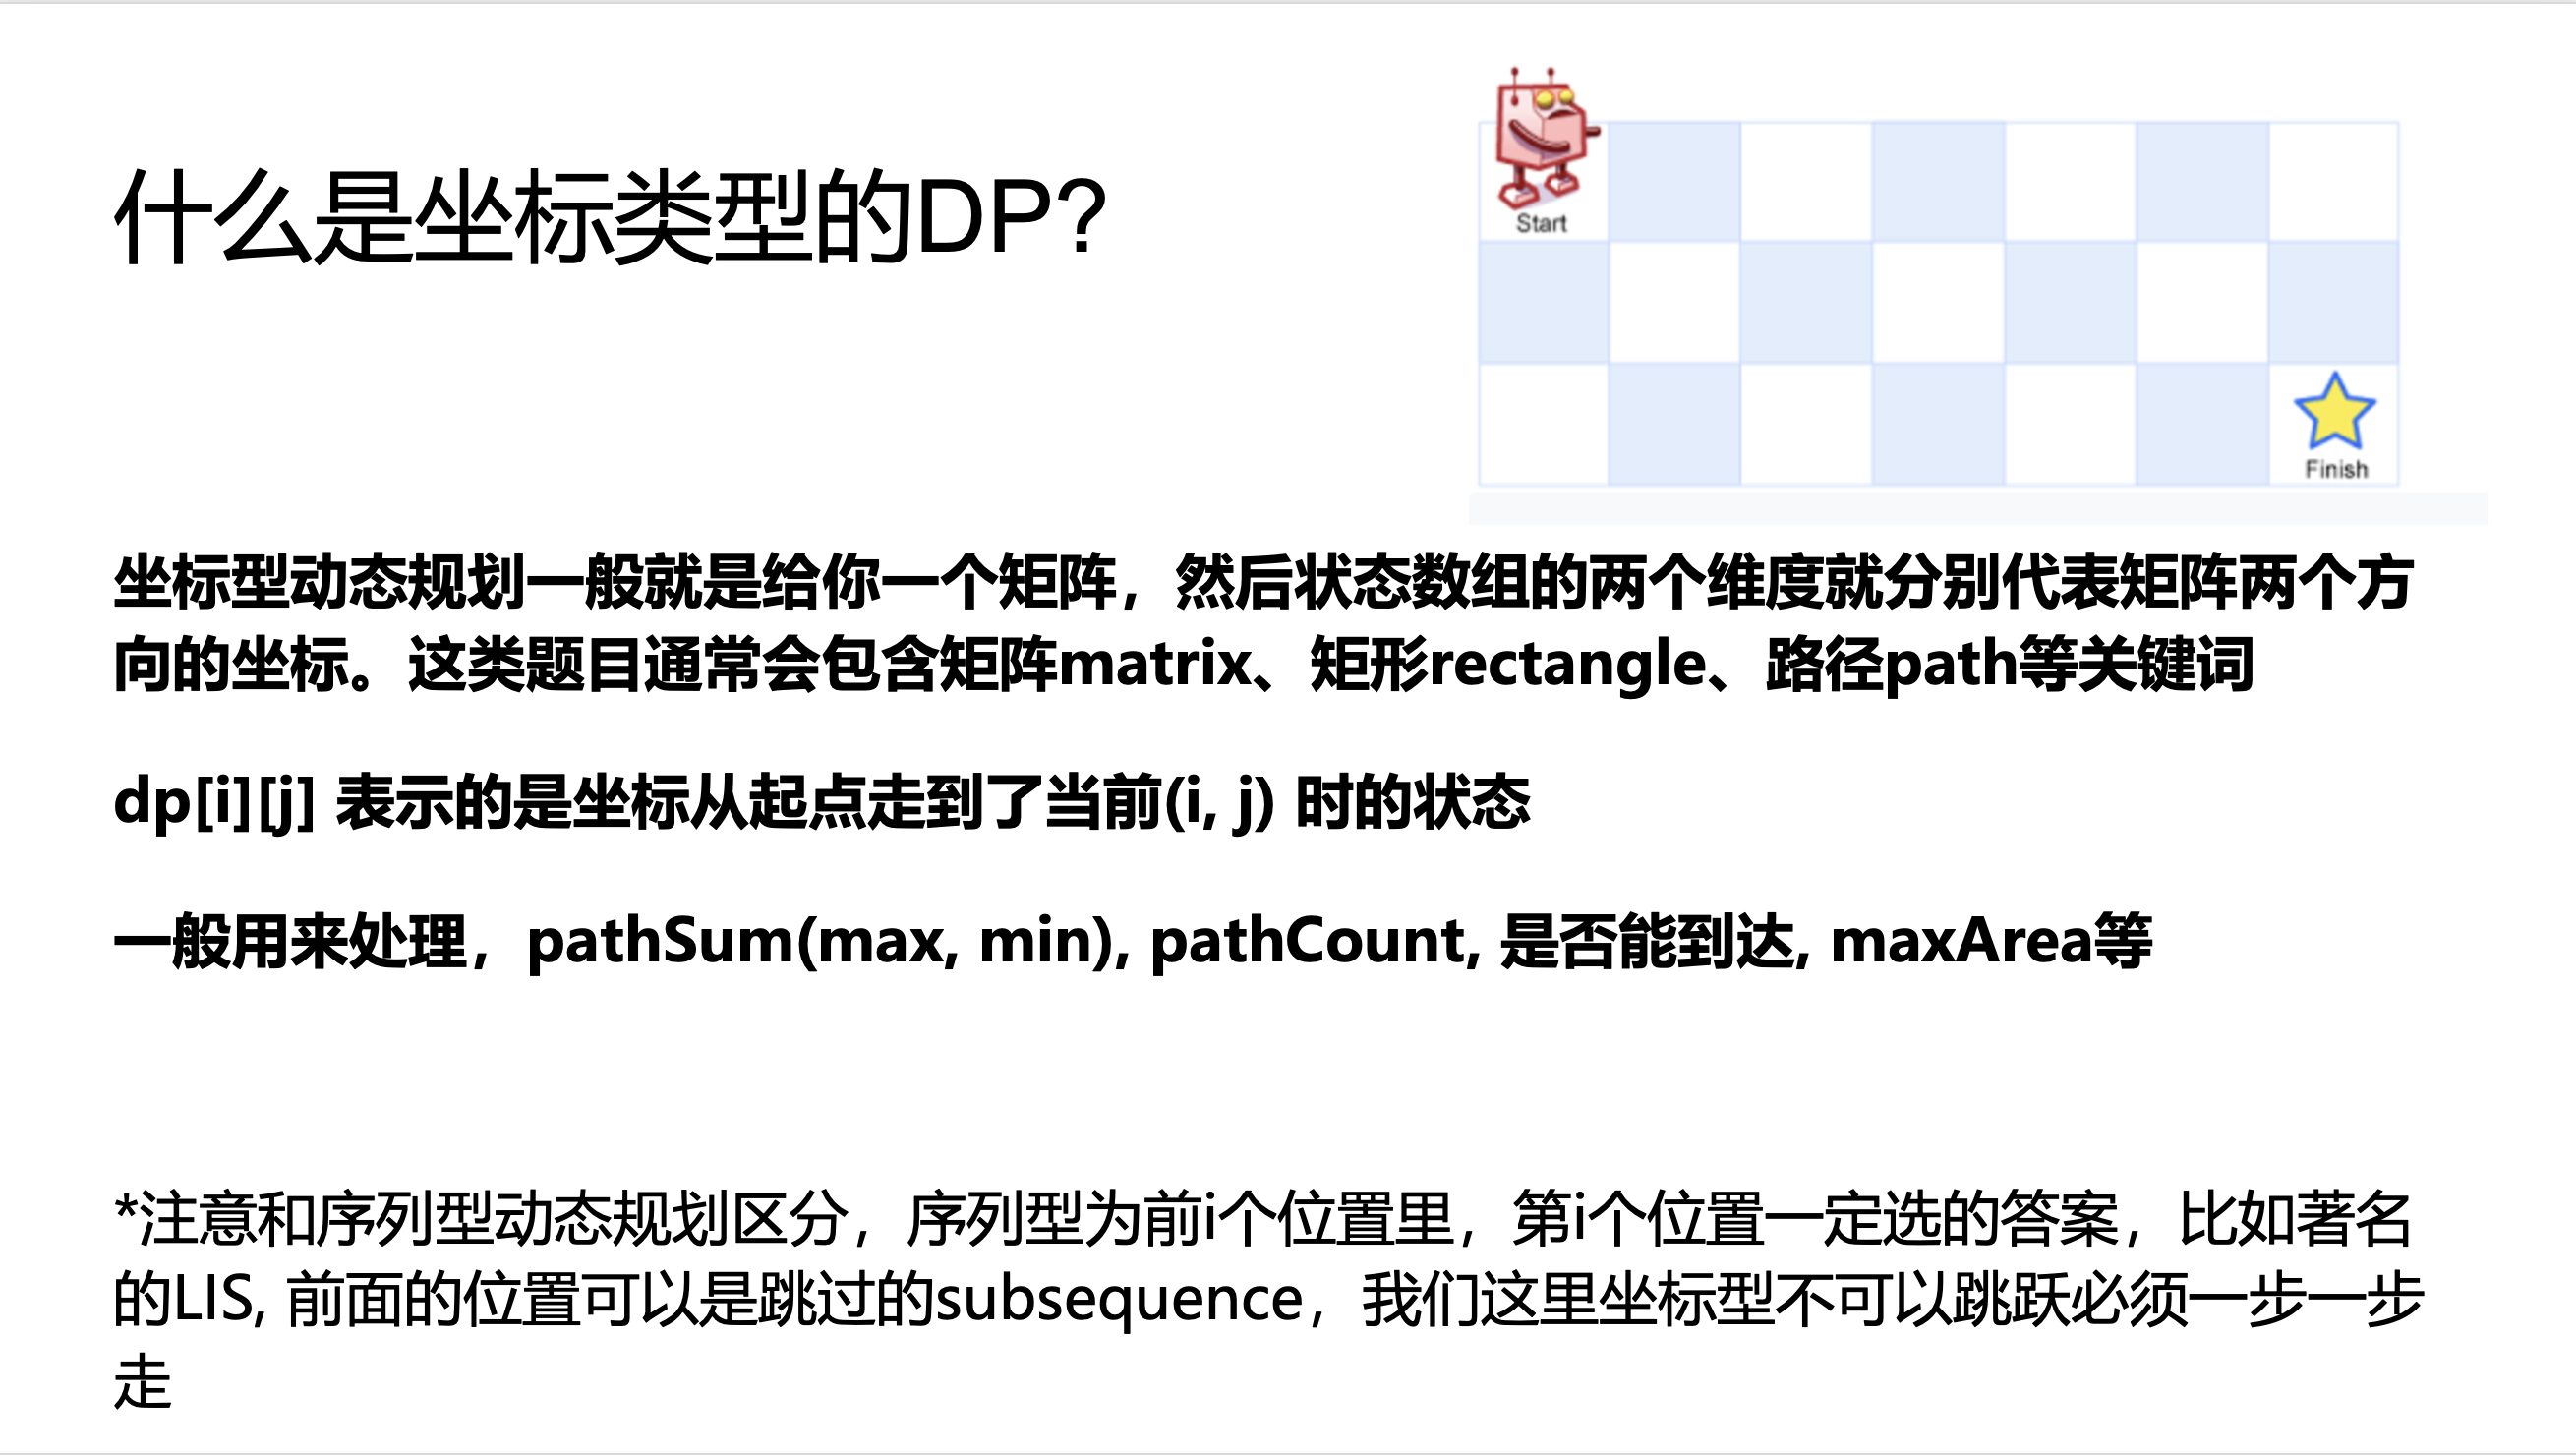 什么是坐标类型的DP?
Start
Finish
坐标型动态规划一般就是给你一个矩阵，然后状态数组的两个维度就分别代表矩阵两个方
向的坐标。这类题目通常会包含矩阵matrix、矩形rectangle、路径path等关键词
dp[i][j] 表示的是坐标从起点走到了当前(i, j) 时的状态
一般用来处理，pathSum(max, min), pathCount, 是否能到达, maxArea等
*注意和序列型动态规划区分，序列型为前i个位置里，第i个位置一定选的答案，比如著名
的LIS, 前面的位置可以是跳过的subsequence，我们这里坐标型不可以跳跃必须一步一步
走